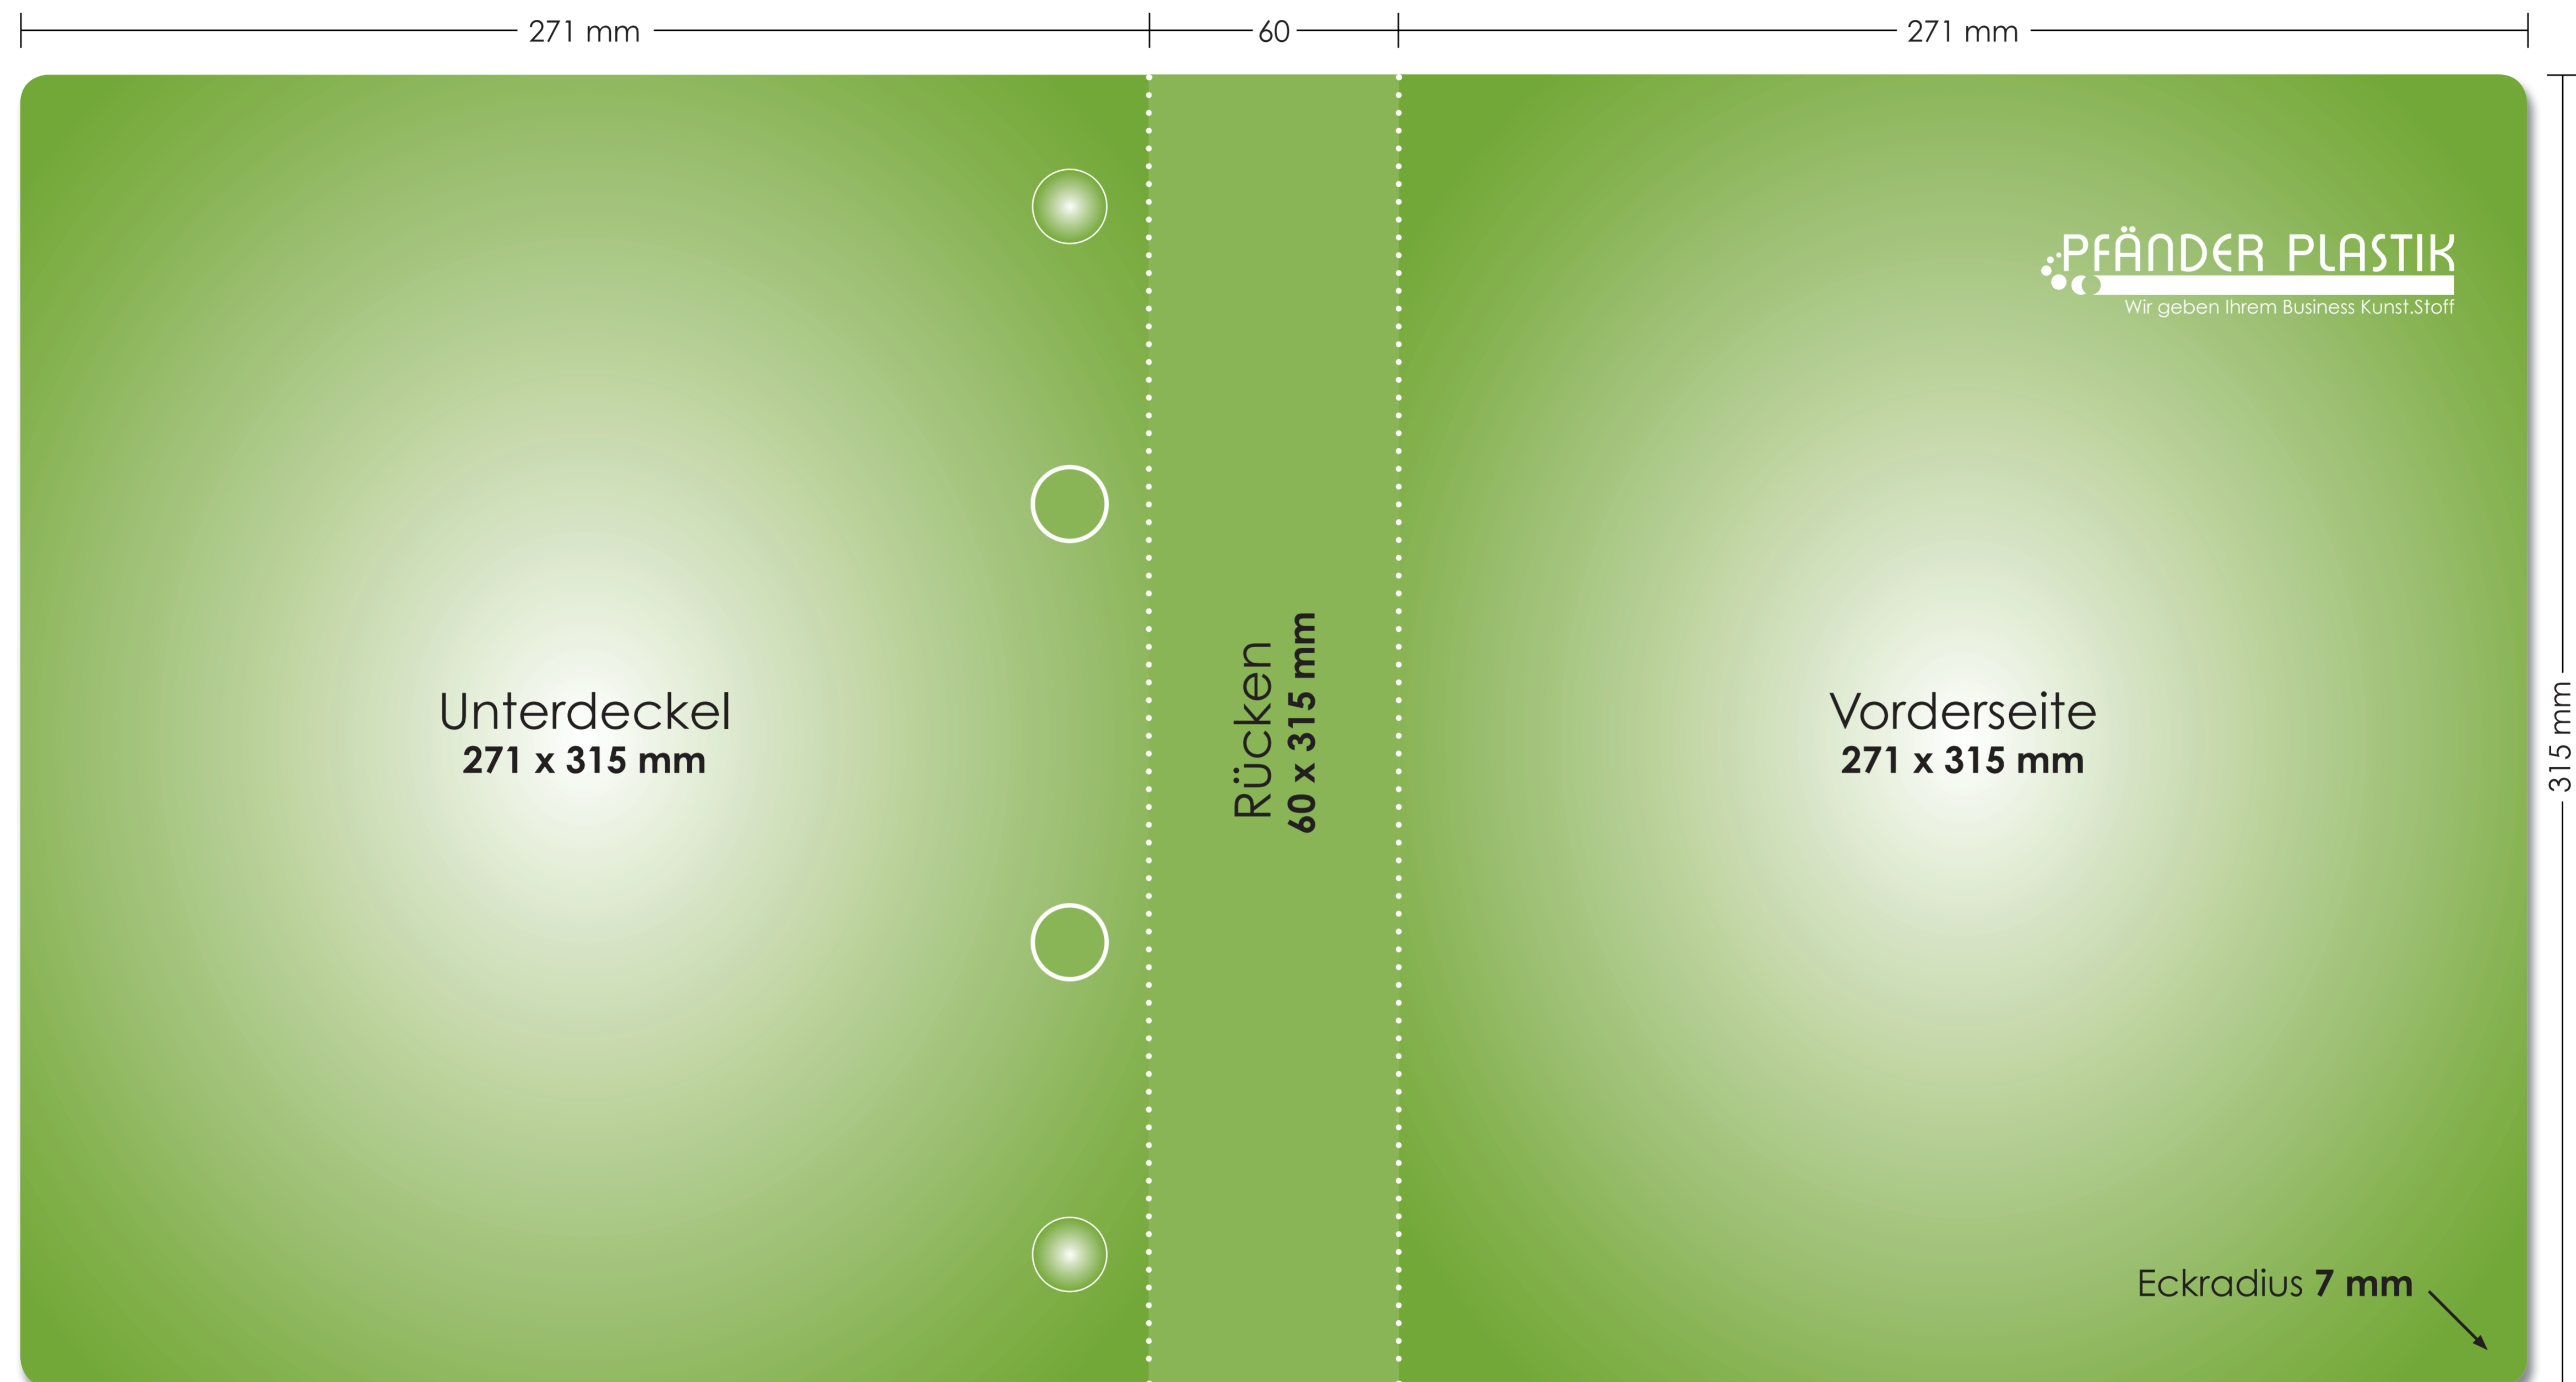 271 mm
60
271 mm
PFÄNDER PLASTIK
Wir geben Ihrem Business Kunst.Stoff
Unterdeckel
271 x 315 mm
Rücken
60 x 315 mm
Vorderseite
271 x 315 mm
315 mm
Eckradius 7 mm